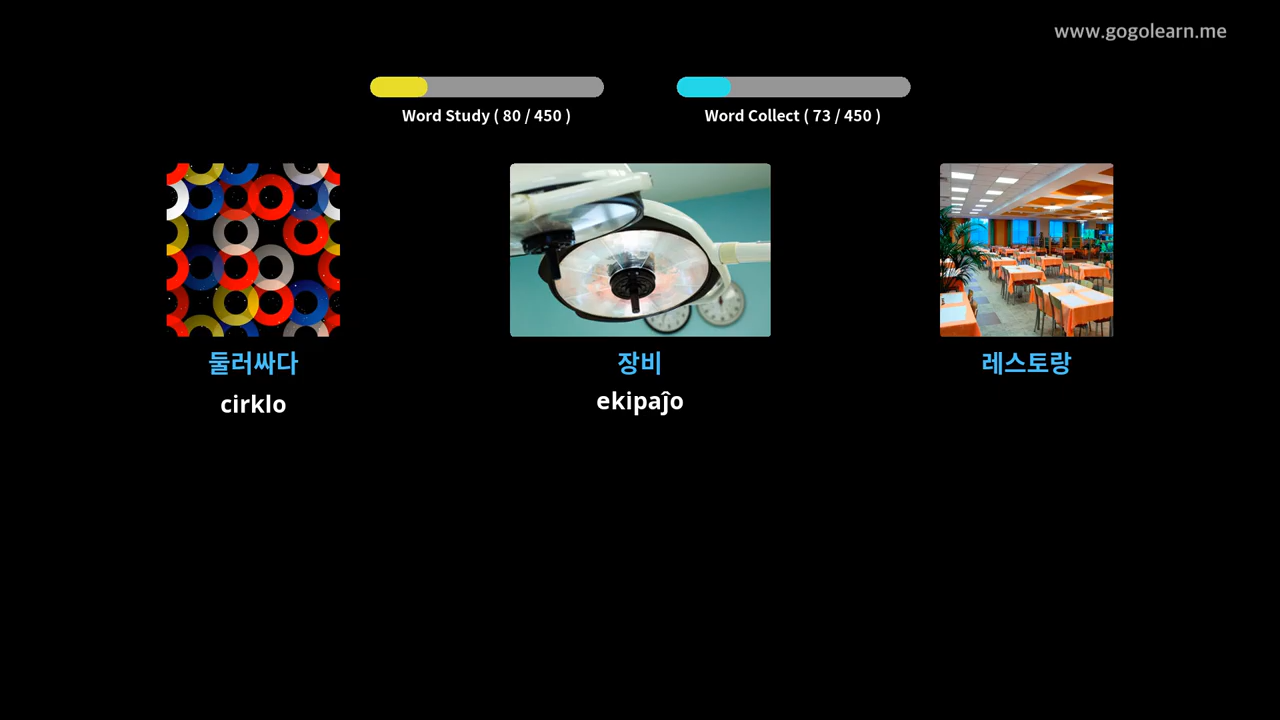 www.gogolearn.me
Word Study ( 80 / 450 )
Word Collect ( 73 / 450 )
둘러싸다
cirklo
장비
ekipaĵo
레스토랑